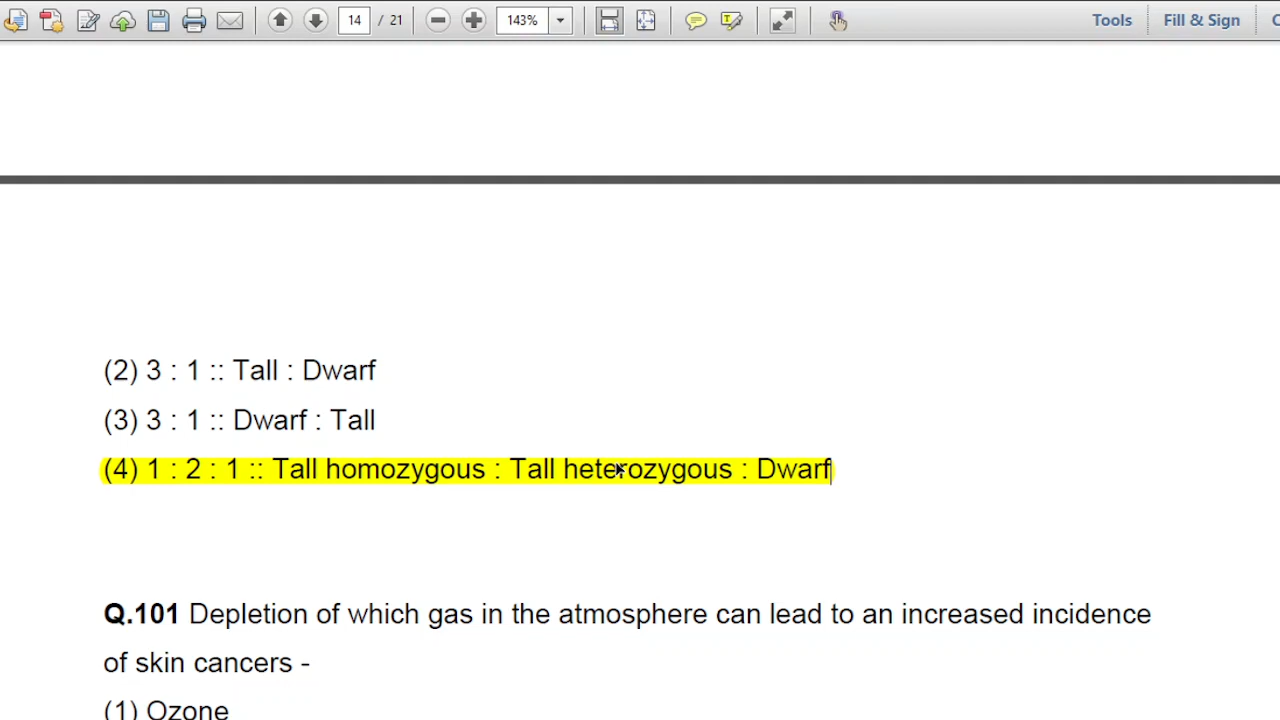 14 / 21 143% Tools Fill & Sign
(2) 3 : 1 :: Tall : Dwarf
(3) 3 : 1 :: Dwarf : Tall
(4) 1 : 2 : 1 :: Tall homozygous : Tall heterozygous : Dwarf
Q.101 Depletion of which gas in the atmosphere can lead to an increased incidence
of skin cancers -
(1) Ozone